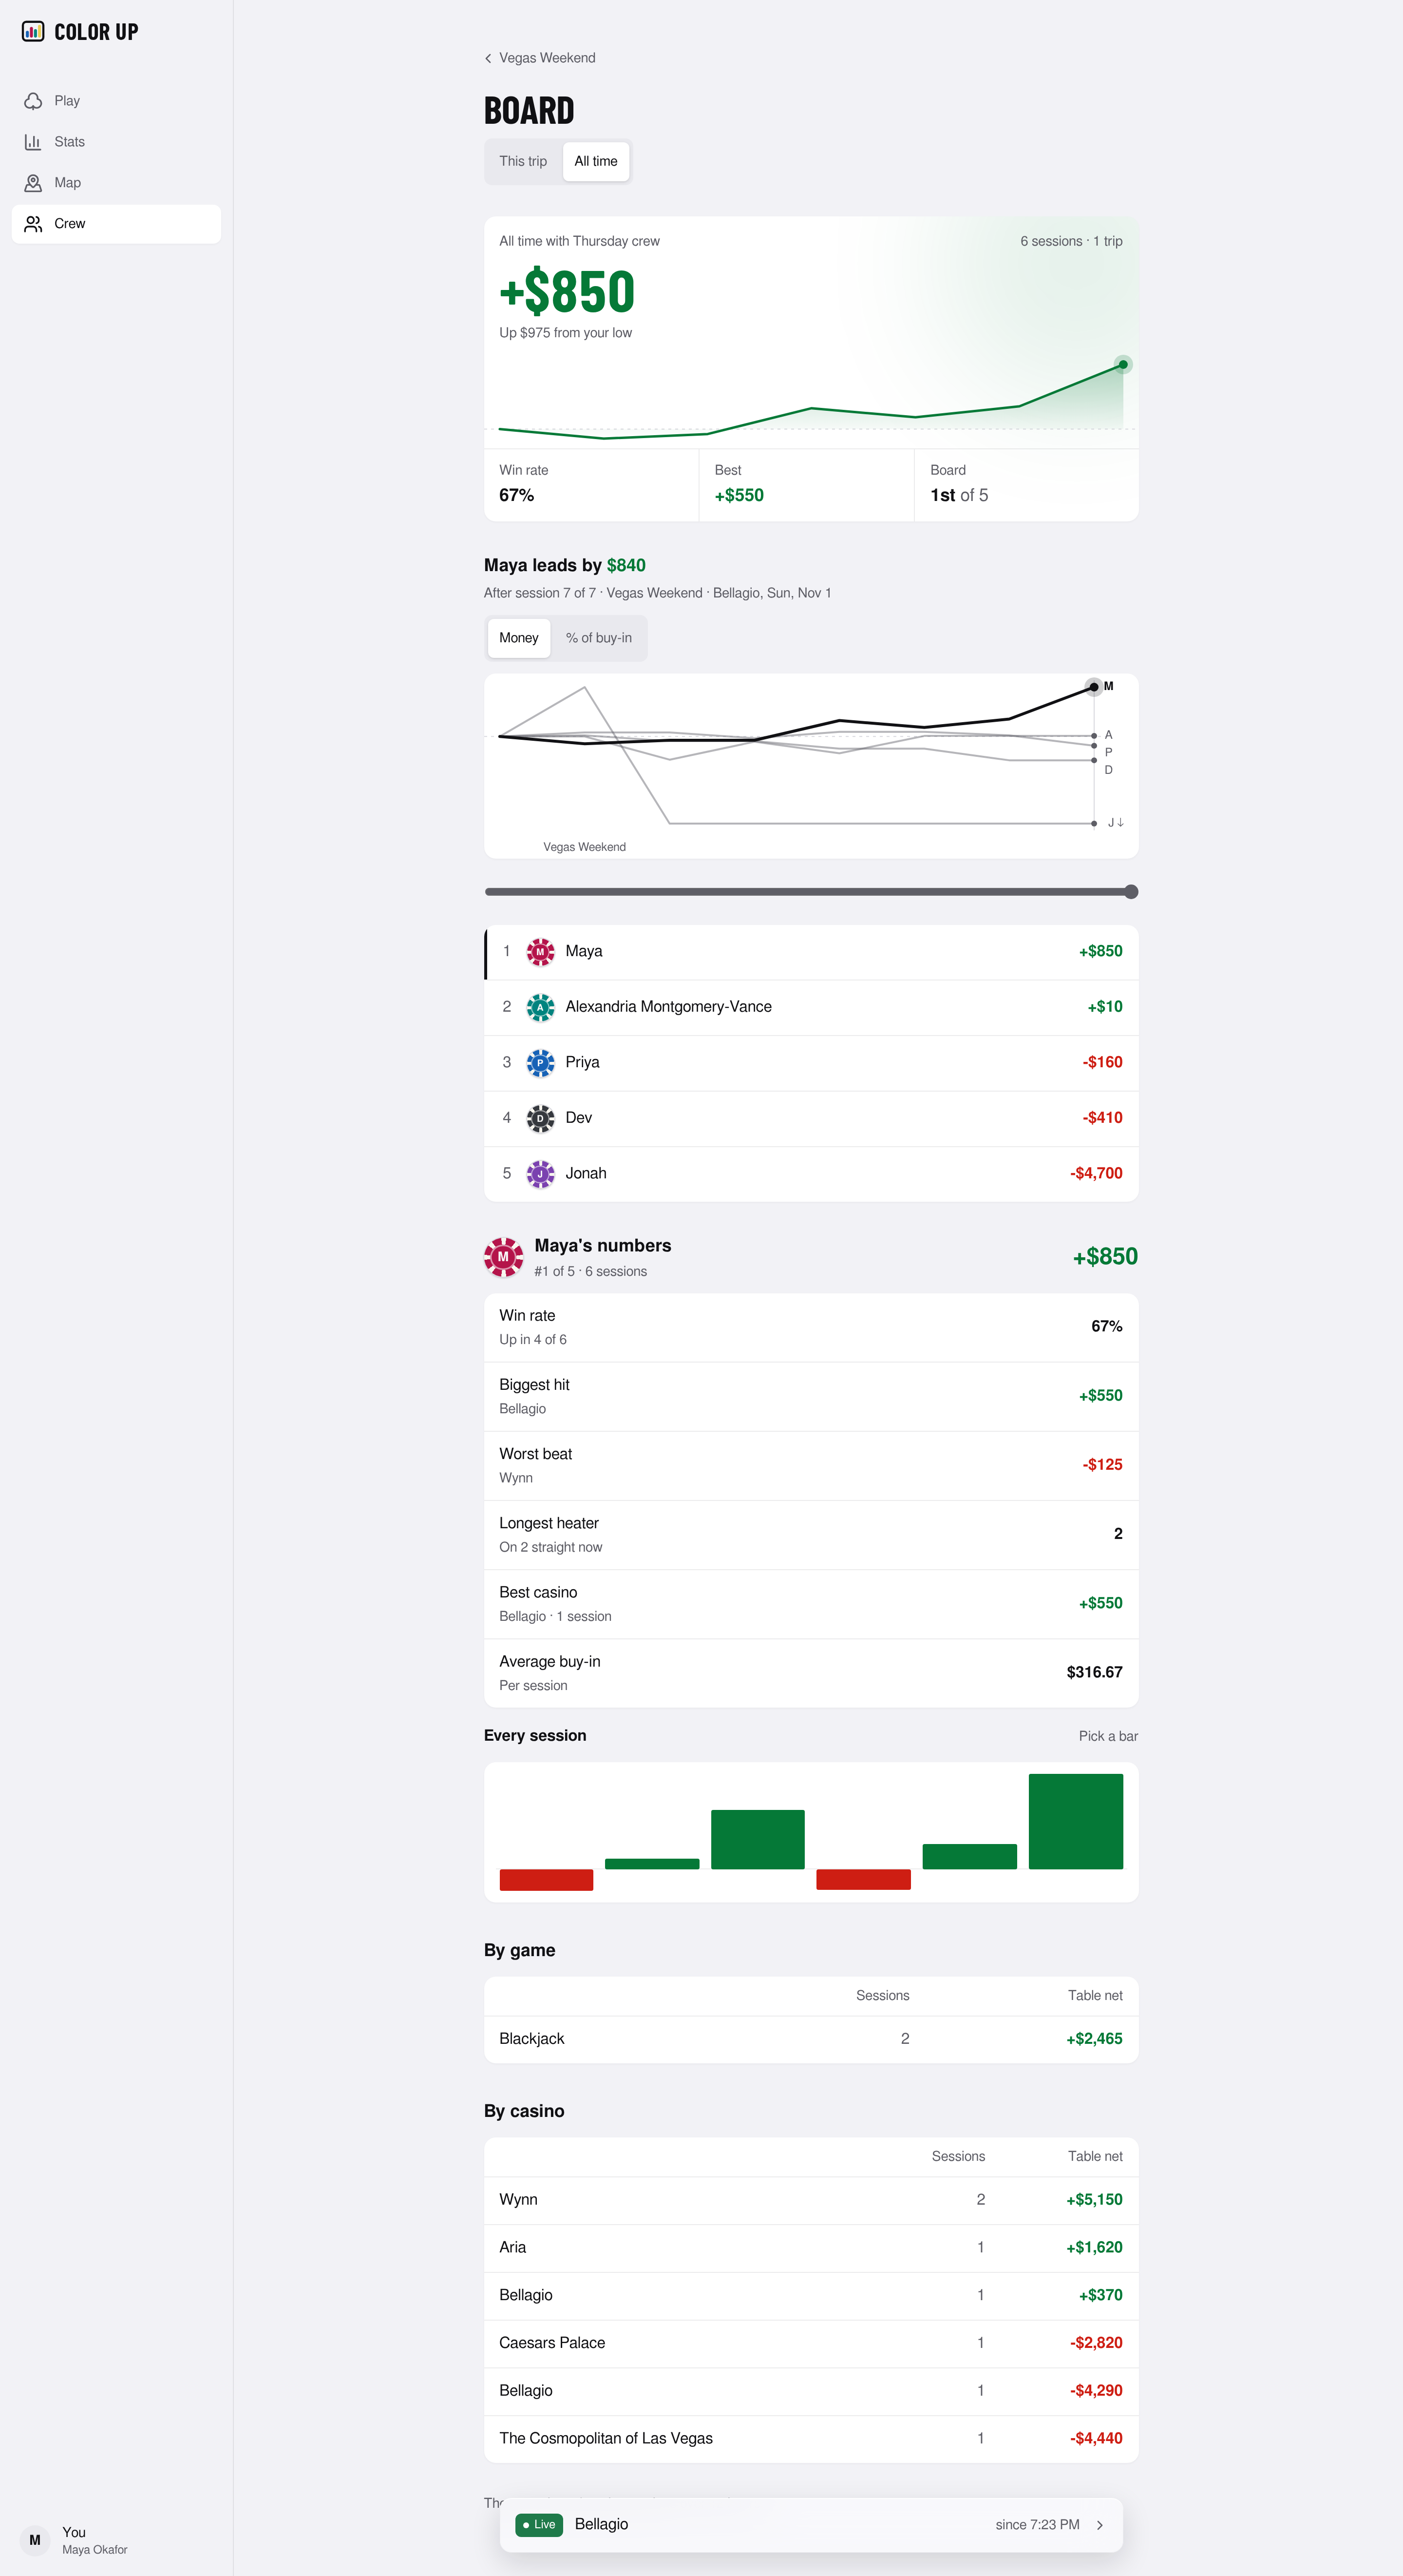 COLOR UP
Play
Stats
Map
Crew
Vegas Weekend
BOARD
This trip All time
All time with Thursday crew 6 sessions · 1 trip
+$850
Up $975 from your low
Win rate Best Board
67% +$550 1st of 5
Maya leads by $840
After session 7 of 7 · Vegas Weekend · Bellagio, Sun, Nov 1
Money % of buy-in
M
A
P
D
J↓
Vegas Weekend
1 M Maya +$850
2 A Alexandria Montgomery-Vance +$10
3 P Priya -$160
4 D Dev -$410
5 J Jonah -$4,700
M Maya's numbers +$850
#1 of 5 · 6 sessions
Win rate 67%
Up in 4 of 6
Biggest hit +$550
Bellagio
Worst beat -$125
Wynn
Longest heater 2
On 2 straight now
Best casino +$550
Bellagio · 1 session
Average buy-in $316.67
Per session
Every session Pick a bar
By game
Sessions Table net
Blackjack 2 +$2,465
By casino
Sessions Table net
Wynn 2 +$5,150
Aria 1 +$1,620
Bellagio 1 +$370
Caesars Palace 1 -$2,820
Bellagio 1 -$4,290
The Cosmopolitan of Las Vegas 1 -$4,440
Live Bellagio since 7:23 PM
M You
Maya Okafor